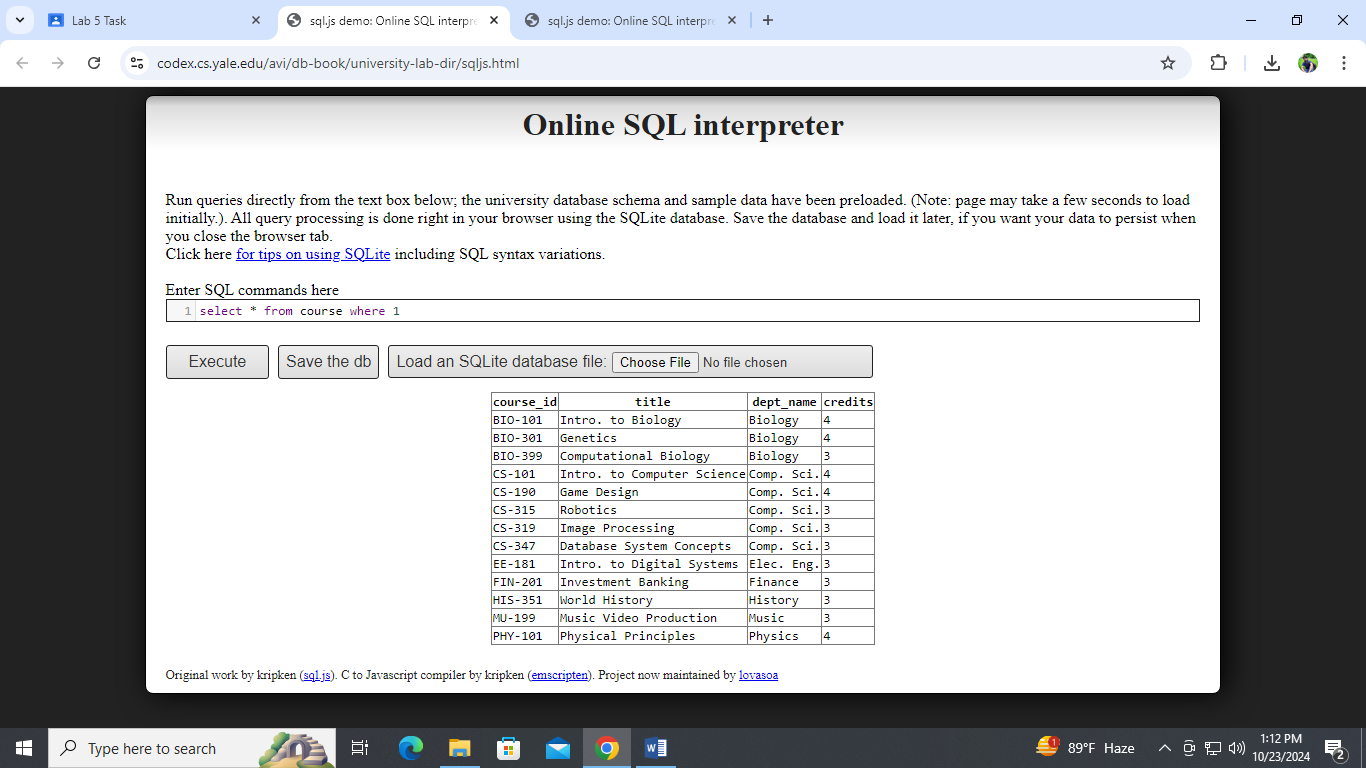 Lab 5 Task
sql.js demo: Online SQL interpre
sql.js demo: Online SQL interpr
codex.cs.yale.edu/avi/db-book/university-lab-dir/sqljs.html
Online SQL interpreter
Run queries directly from the text box below; the university database schema and sample data have been preloaded. (Note: page may take a few seconds to load
initially.). All query processing is done right in your browser using the SQLite database. Save the database and load it later, if you want your data to persist when
you close the browser tab.
Click here for tips on using SQLite including SQL syntax variations.
Enter SQL commands here
1 select * from course where 1
Execute Save the db Load an SQLite database file: Choose File No file chosen
course_id title dept_name credits
BIO-101 Intro. to Biology Biology 4
BIO-301 Genetics Biology 4
BIO-399 Computational Biology Biology 3
CS-101 Intro. to Computer Science Comp. Sci. 4
CS-190 Game Design Comp. Sci. 4
CS-315 Robotics Comp. Sci. 3
CS-319 Image Processing Comp. Sci. 3
CS-347 Database System Concepts Comp. Sci. 3
EE-181 Intro. to Digital Systems Elec. Eng. 3
FIN-201 Investment Banking Finance 3
HIS-351 World History History 3
MU-199 Music Video Production Music 3
PHY-101 Physical Principles Physics 4
Original work by kripken (sql.js). C to Javascript compiler by kripken (emscripten). Project now maintained by lovasoa
Type here to search
1
89°F Haze
1:12 PM
10/23/2024
2